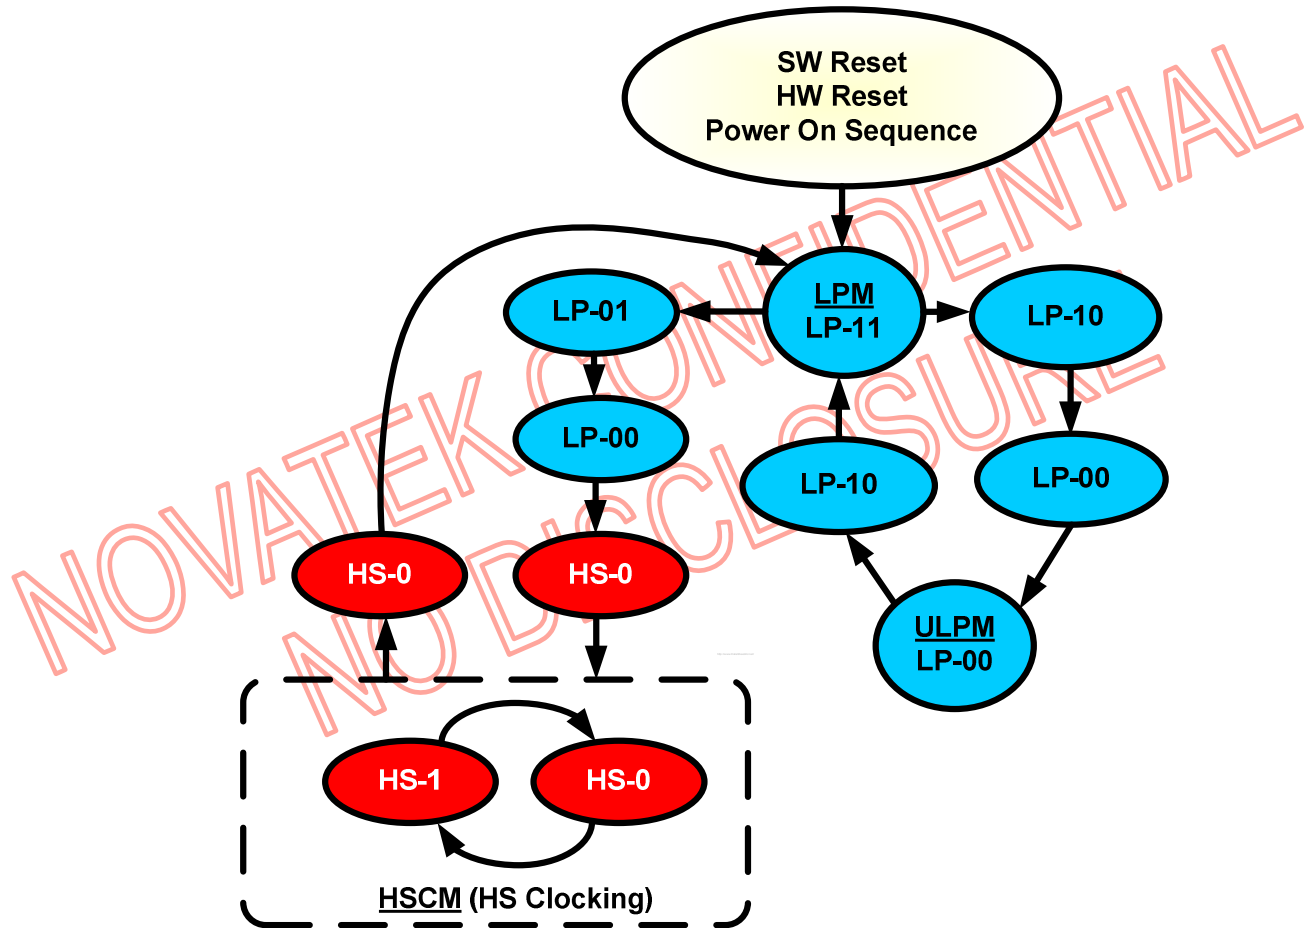 SW Reset
HW Reset
Power On Sequence
LPM
LP-11
LP-01
LP-10
LP-00
LP-10
LP-00
HS-0
HS-0
ULPM
LP-00
HS-1
HS-0
HSCM (HS Clocking)
NOVATEK CONFIDENTIAL
NO DISCLOSURE